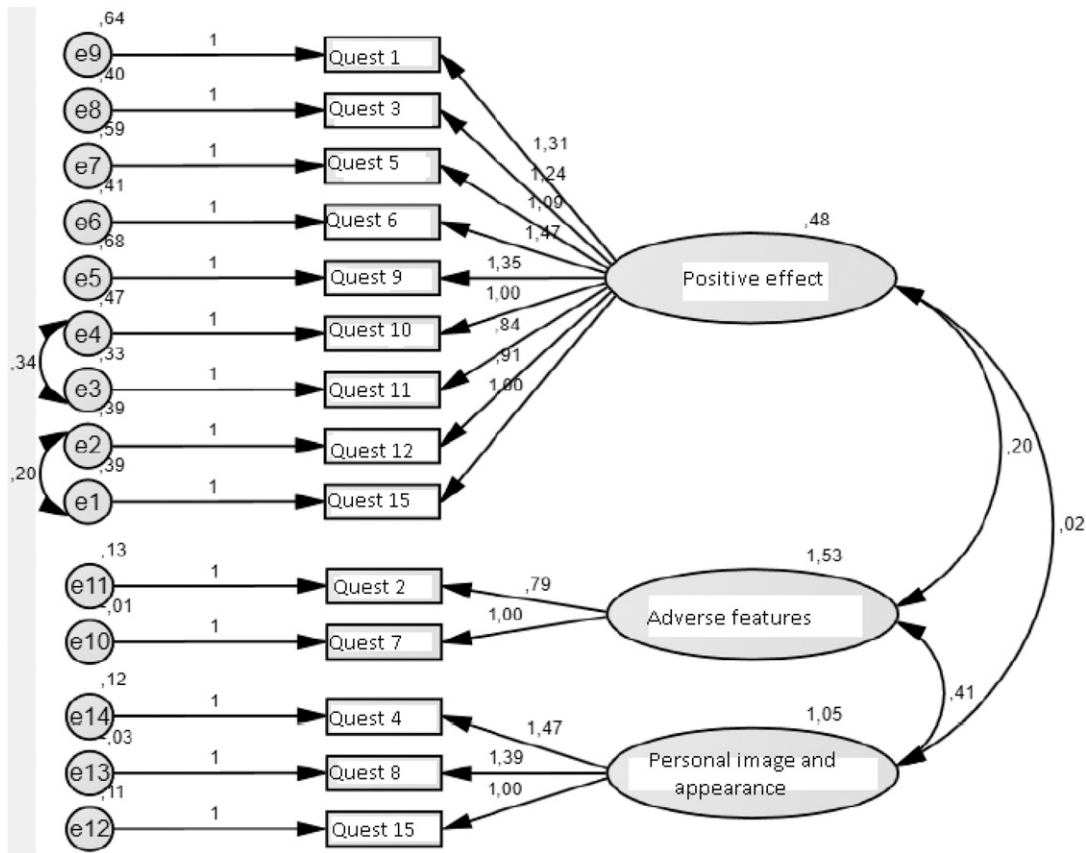 ,64
e9 1 Quest 1
,40
e8 1 Quest 3
,59
e7 1 Quest 5
,41
e6 1 Quest 6
,68
e5 1 Quest 9
,47
e4 1 Quest 10
,33
e3 1 Quest 11
,39
e2 1 Quest 12
,39
e1 1 Quest 15
,34
,20
1,31
1,24
1,09
1,47
1,35
1,00
,84
,91
1,00
,48
Positive effect
,20
,02
,13
e11 1 Quest 2
-,01
e10 1 Quest 7
,79
1,00
1,53
Adverse features
,41
,12
e14 1 Quest 4
-,03
e13 1 Quest 8
,11
e12 1 Quest 15
1,47
1,39
1,00
1,05
Personal image and
appearance